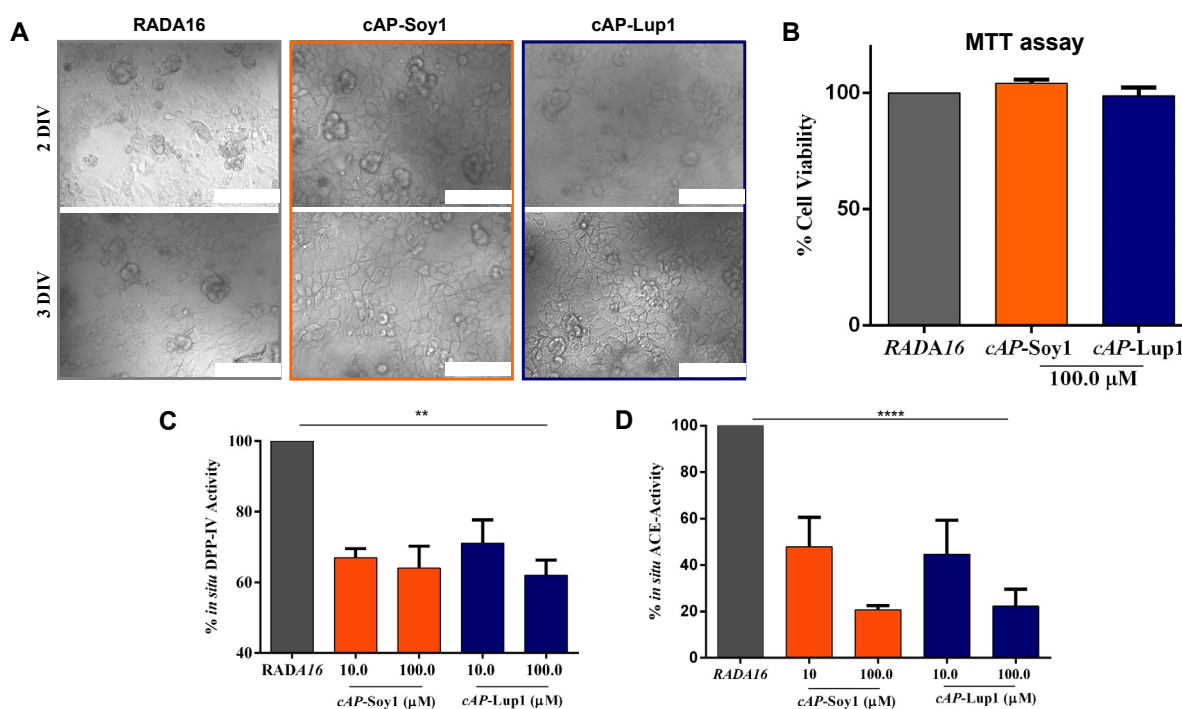 A
RADA16
cAP-Soy1
cAP-Lup1
2 DIV
3 DIV
B
MTT assay
% Cell Viability
100
50
0
RADA16
cAP-Soy1
cAP-Lup1
100.0 µM
C
**
% in situ DPP-IV Activity
100
80
60
40
RADA16
10.0
100.0
10.0
100.0
cAP-Soy1 (µM)
cAP-Lup1 (µM)
D
****
% in situ ACE-Activity
100
80
60
40
20
0
RADA16
10
100.0
10.0
100.0
cAP-Soy1 (µM)
cAP-Lup1 (µM)